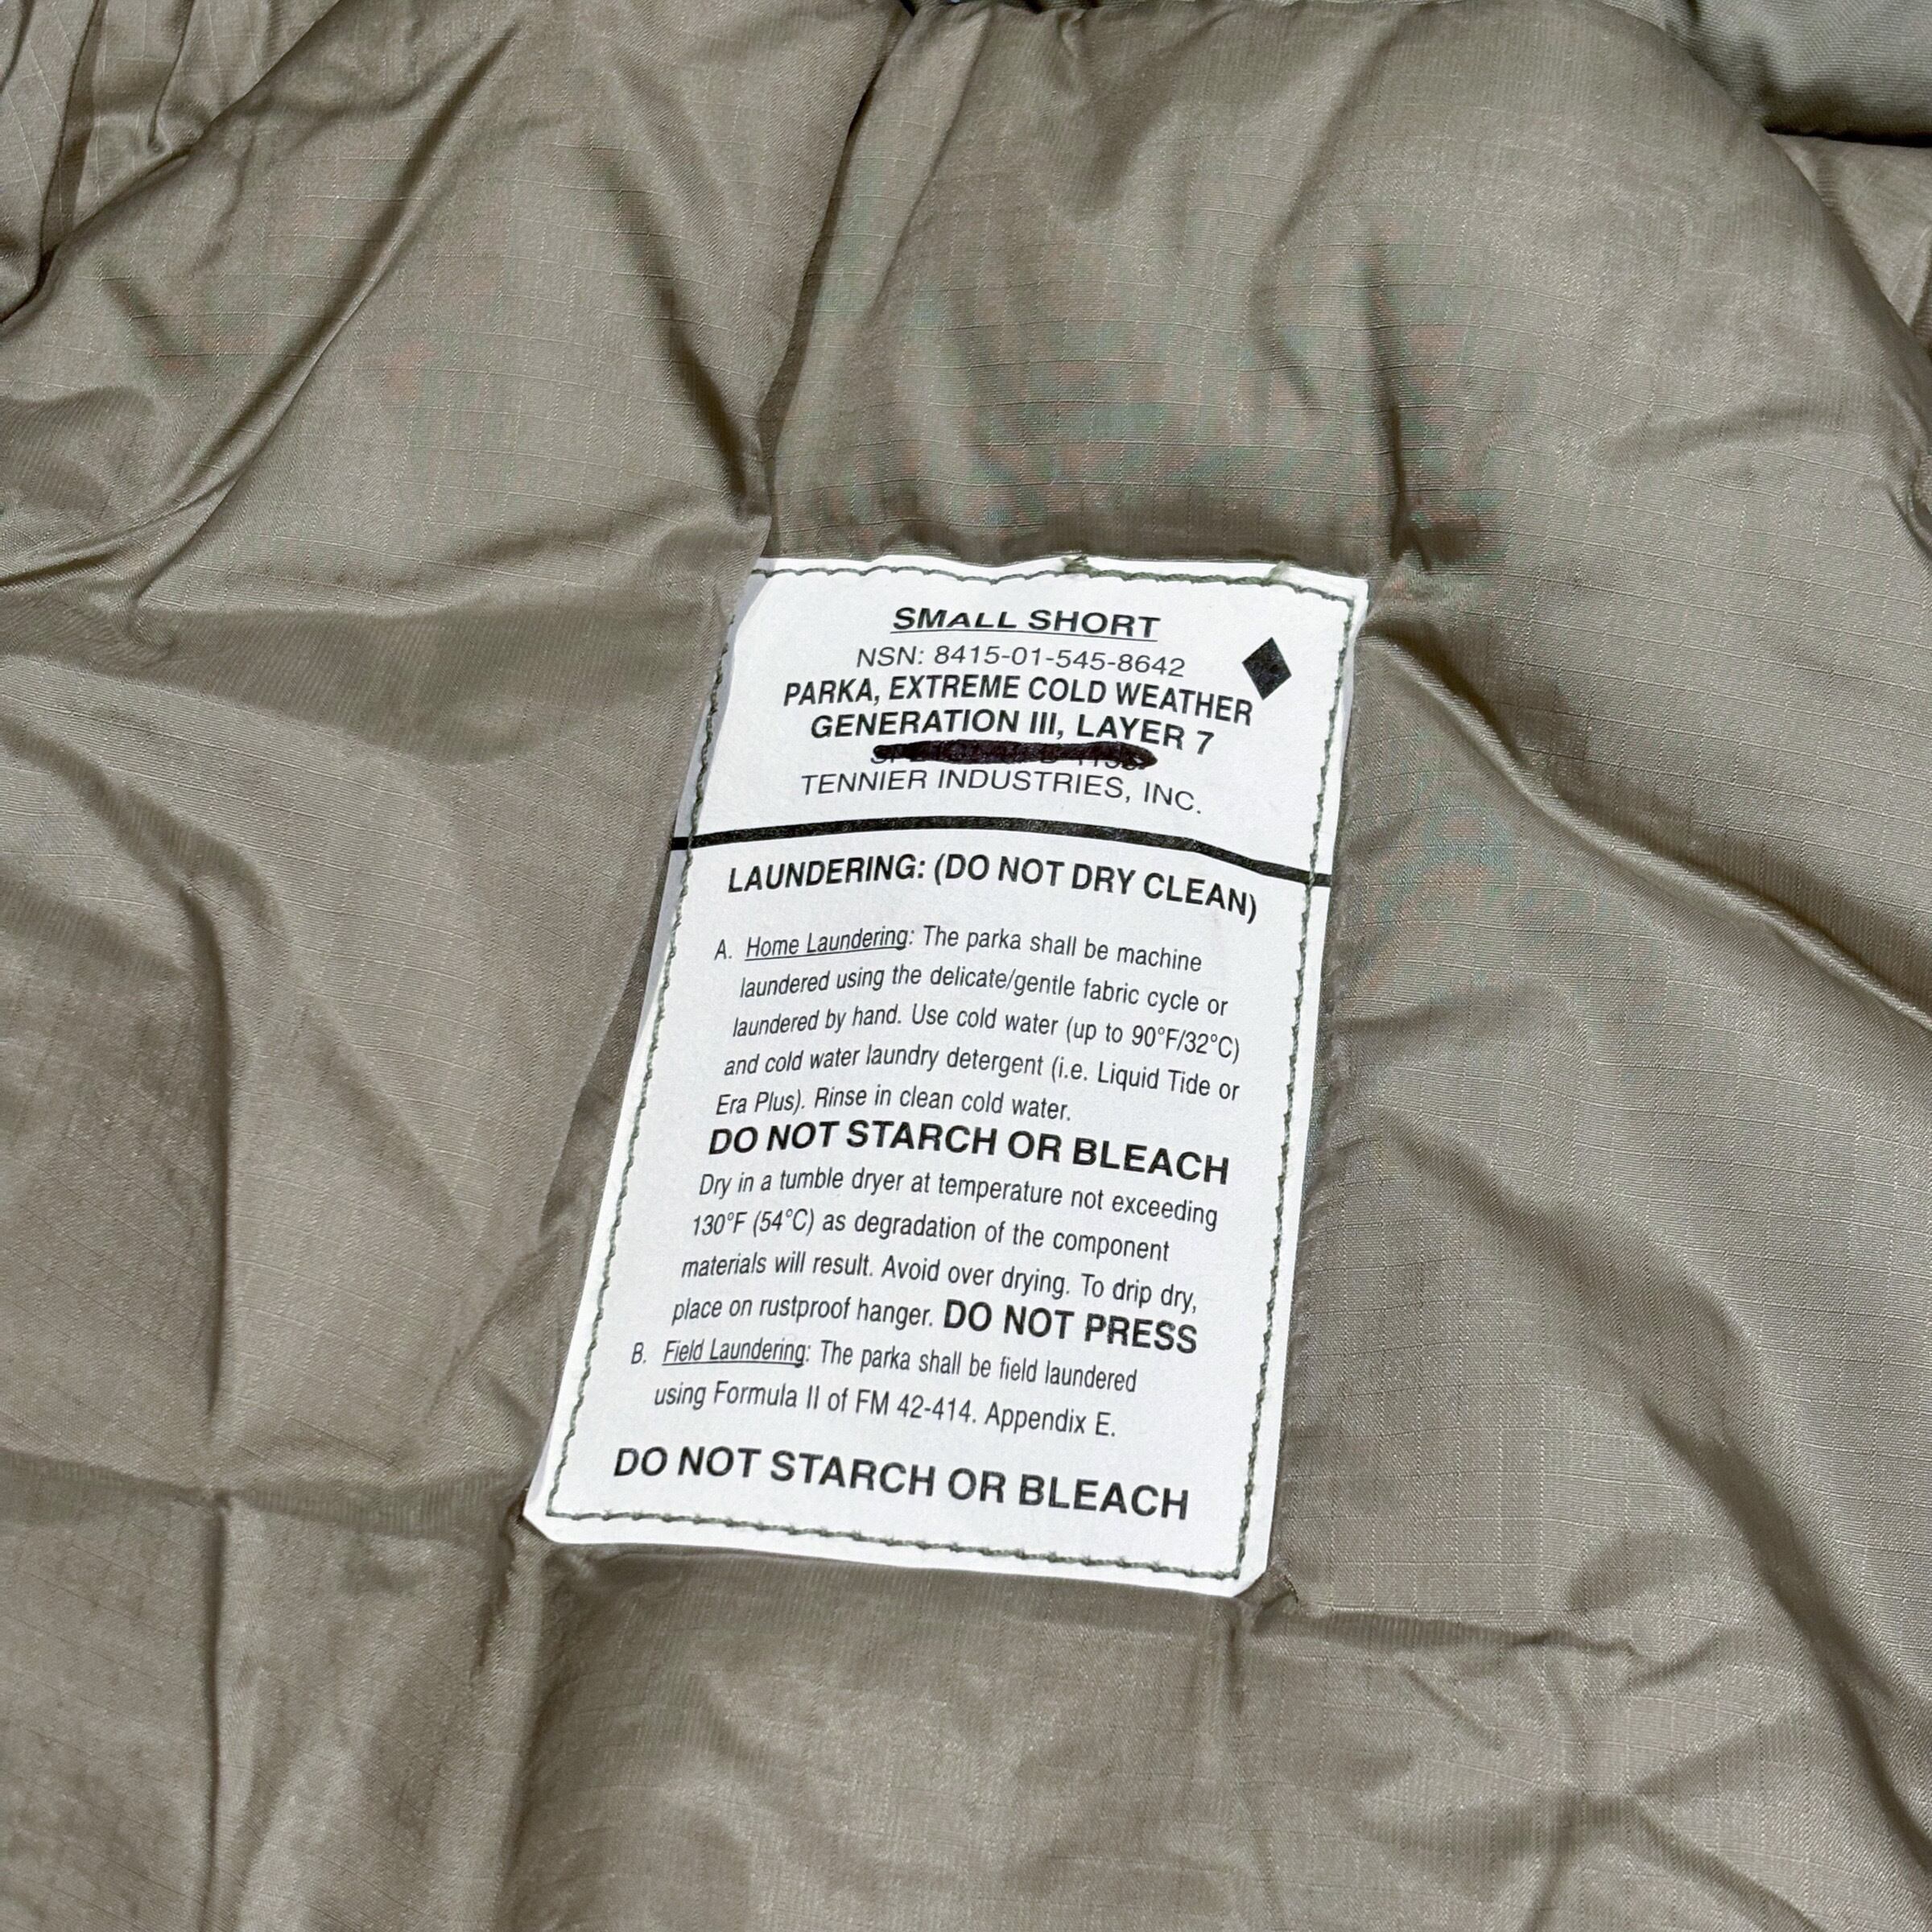 SMALL SHORT
NSN: 8415-01-545-8642
PARKA, EXTREME COLD WEATHER
GENERATION III, LAYER 7
TENNIER INDUSTRIES, INC.
LAUNDERING: (DO NOT DRY CLEAN)
A. Home Laundering: The parka shall be machine
laundered using the delicate/gentle fabric cycle or
laundered by hand. Use cold water (up to 90°F/32°C)
and cold water laundry detergent (i.e. Liquid Tide or
Era Plus). Rinse in clean cold water.
DO NOT STARCH OR BLEACH
Dry in a tumble dryer at temperature not exceeding
130°F (54°C) as degradation of the component
materials will result. Avoid over drying. To drip dry,
place on rustproof hanger. DO NOT PRESS
B. Field Laundering: The parka shall be field laundered
using Formula II of FM 42-414. Appendix E.
DO NOT STARCH OR BLEACH